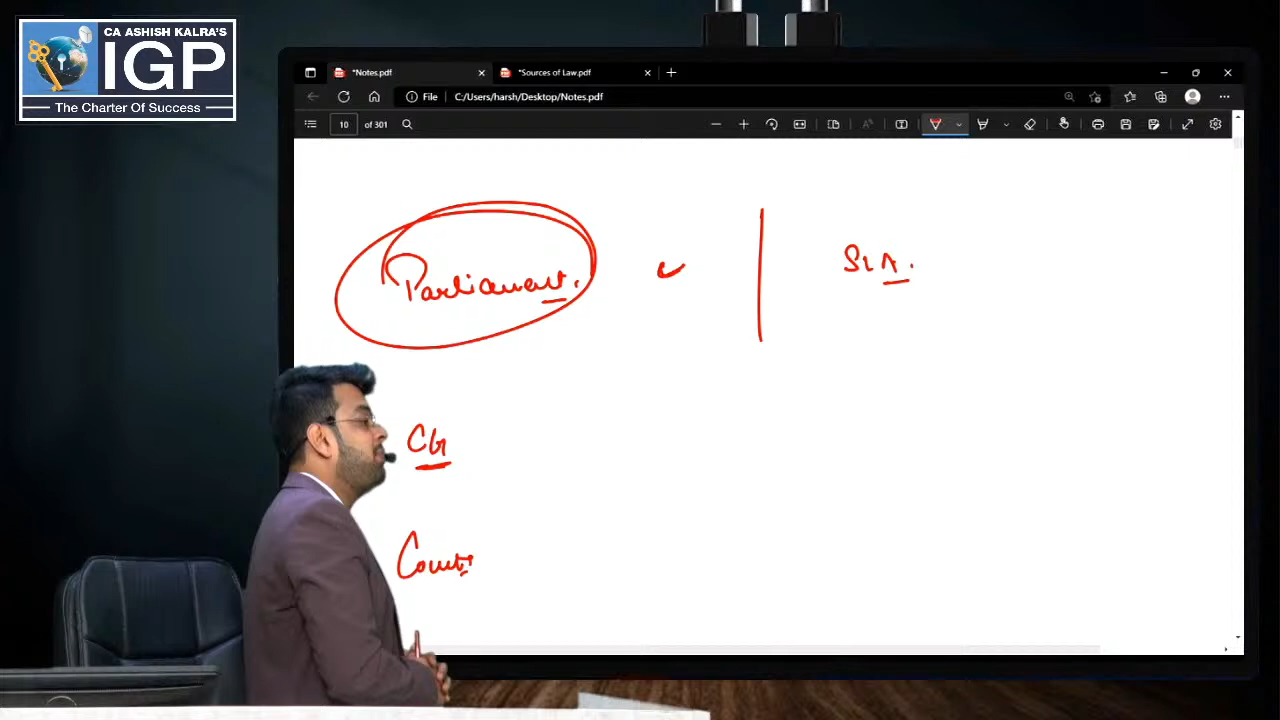 CA ASHISH KALRA'S
IGP
The Charter Of Success
*Notes.pdf
*Sources of Law.pdf
File
C:/Users/harsh/Desktop/Notes.pdf
10
of 301
Parliament.
SLA.
CG
Courts